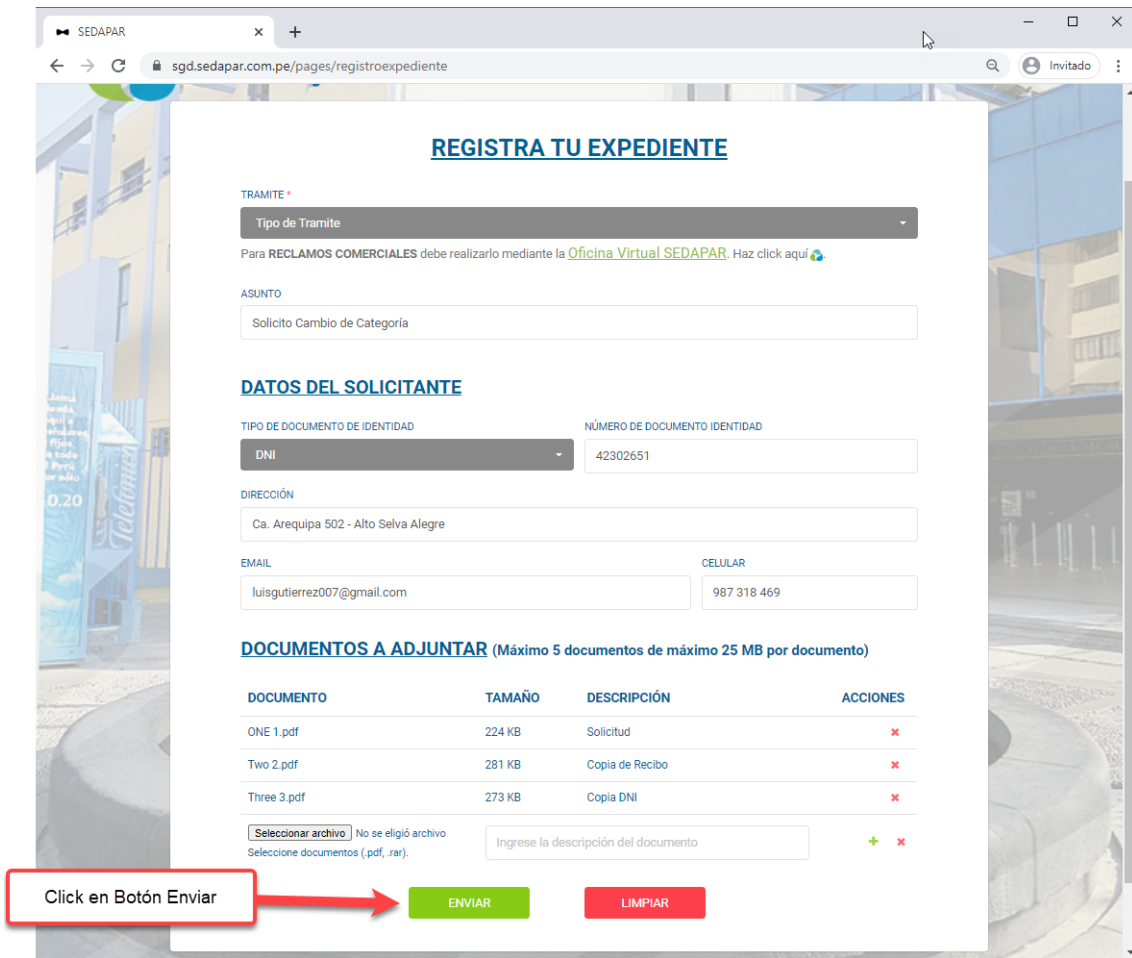 SEDAPAR
sgd.sedapar.com.pe/pages/registroexpediente
Invitado
REGISTRA TU EXPEDIENTE
TRAMITE *
Tipo de Tramite
Para RECLAMOS COMERCIALES debe realizarlo mediante la Oficina Virtual SEDAPAR. Haz click aquí.
ASUNTO
Solicito Cambio de Categoría
DATOS DEL SOLICITANTE
TIPO DE DOCUMENTO DE IDENTIDAD NÚMERO DE DOCUMENTO IDENTIDAD
DNI 42302651
DIRECCIÓN
Ca. Arequipa 502 - Alto Selva Alegre
EMAIL CELULAR
luisgutierrez007@gmail.com 987 318 469
DOCUMENTOS A ADJUNTAR (Máximo 5 documentos de máximo 25 MB por documento)
DOCUMENTO TAMAÑO DESCRIPCIÓN ACCIONES
ONE 1.pdf 224 KB Solicitud
Two 2.pdf 281 KB Copia de Recibo
Three 3.pdf 273 KB Copia DNI
Seleccionar archivo No se eligió archivo Ingrese la descripción del documento
Seleccione documentos (.pdf, .rar).
Click en Botón Enviar ENVIAR LIMPIAR
0.20
Telefonica